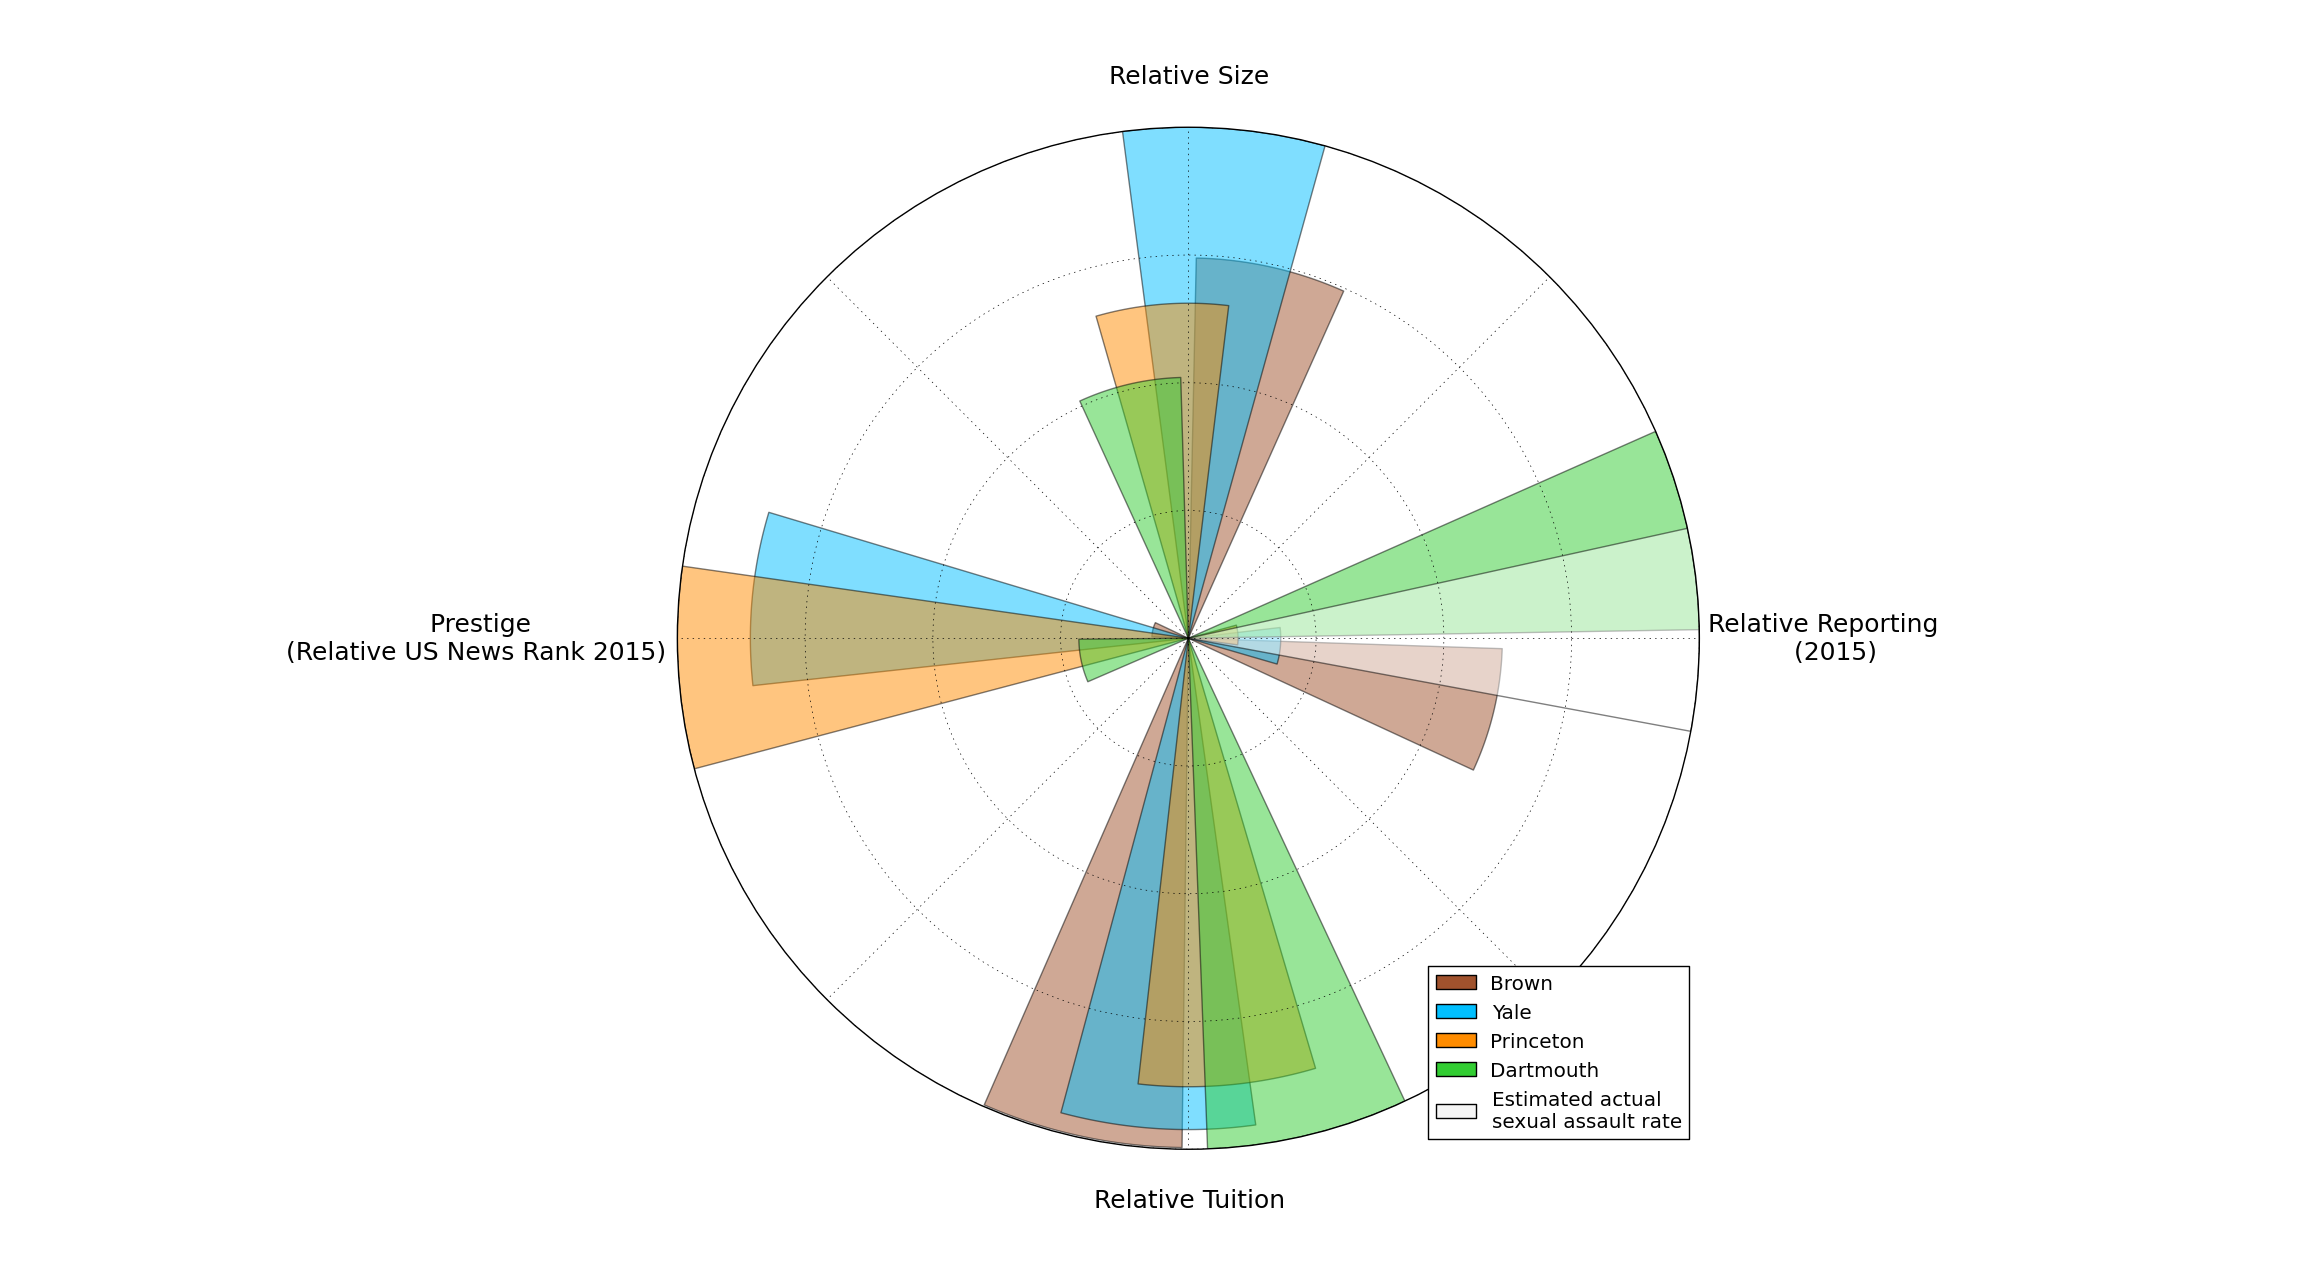 Relative Size
Prestige
(Relative US News Rank 2015)
Relative Reporting
(2015)
Brown
Yale
Princeton
Dartmouth
Estimated actual
sexual assault rate
Relative Tuition